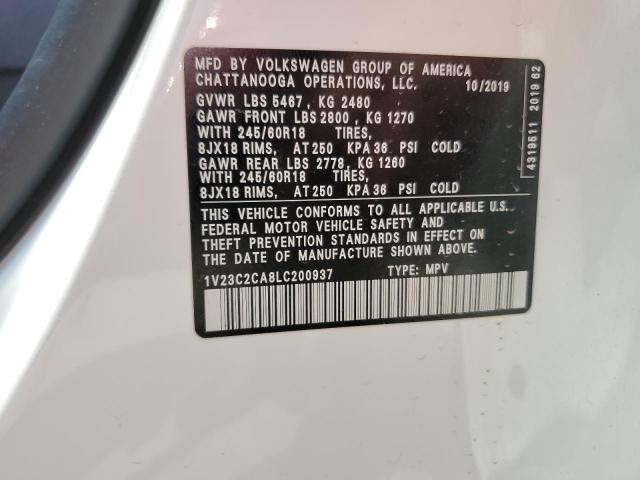 MFD BY VOLKSWAGEN GROUP OF AMERICA
CHATTANOOGA OPERATIONS, LLC. 10/2019
GVWR LBS 5467, KG 2480
GAWR FRONT LBS 2800, KG 1270
WITH 245/60R18 TIRES,
8JX18 RIMS, AT 250 KPA 36 PSI COLD
GAWR REAR LBS 2778, KG 1260
WITH 245/60R18 TIRES,
8JX18 RIMS, AT 250 KPA 36 PSI COLD
THIS VEHICLE CONFORMS TO ALL APPLICABLE U.S.
FEDERAL MOTOR VEHICLE SAFETY AND
THEFT PREVENTION STANDARDS IN EFFECT ON
THE DATE OF MANUFACTURE SHOWN ABOVE.
1V23C2CA8LC200937 TYPE: MPV
4319511 2019 62